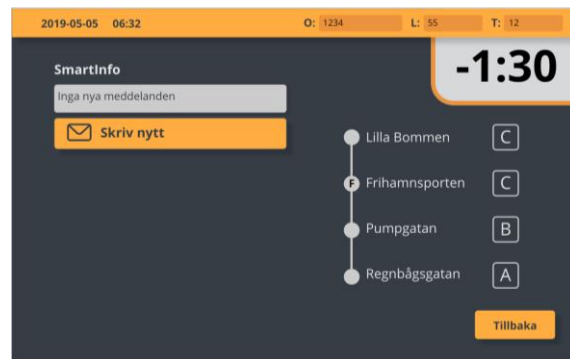 2019-05-05 06:32 O: 1234 L: 55 T: 12
-1:30
SmartInfo
Inga nya meddelanden
Skriv nytt
Lilla Bommen C
F Frihamnsporten C
Pumpgatan B
Regnbågsgatan A
Tillbaka